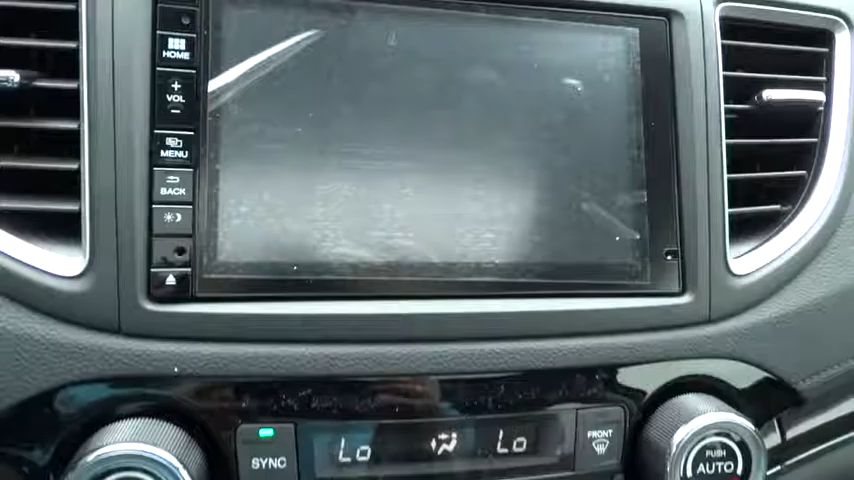 HOME
+
VOL
−
MENU
BACK
SYNC
Lo
Lo
FRONT
PUSH
AUTO